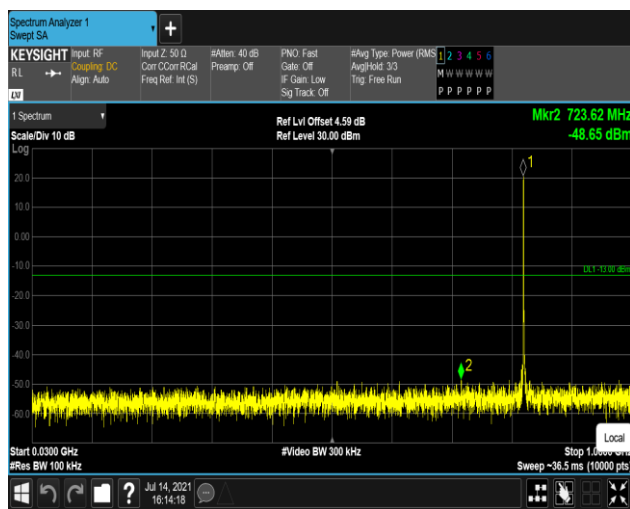 Spectrum Analyzer 1
Swept SA
KEYSIGHT
RL
LXI
Input: RF
Coupling: DC
Align: Auto
Input Z: 50 Ω
Corr CCorr RCal
Freq Ref: Int (S)
#Atten: 40 dB
Preamp: Off
PNO: Fast
Gate: Off
IF Gain: Low
Sig Track: Off
#Avg Type: Power (RMS
Avg|Hold: 3/3
Trig: Free Run
1 2 3 4 5 6
M W W W W W
P P P P P P
1 Spectrum
Scale/Div 10 dB
Log
Ref Lvl Offset 4.59 dB
Ref Level 30.00 dBm
Mkr2 723.62 MHz
-48.65 dBm
1
20.0
10.0
0.00
-10.0
DL1 -13.00 dBm
-20.0
-30.0
-40.0
2
-50.0
-60.0
Local
Start 0.0300 GHz
#Res BW 100 kHz
#Video BW 300 kHz
Stop
Sweep ~36.5 ms (10000 pts)
?
Jul 14, 2021
16:14:18